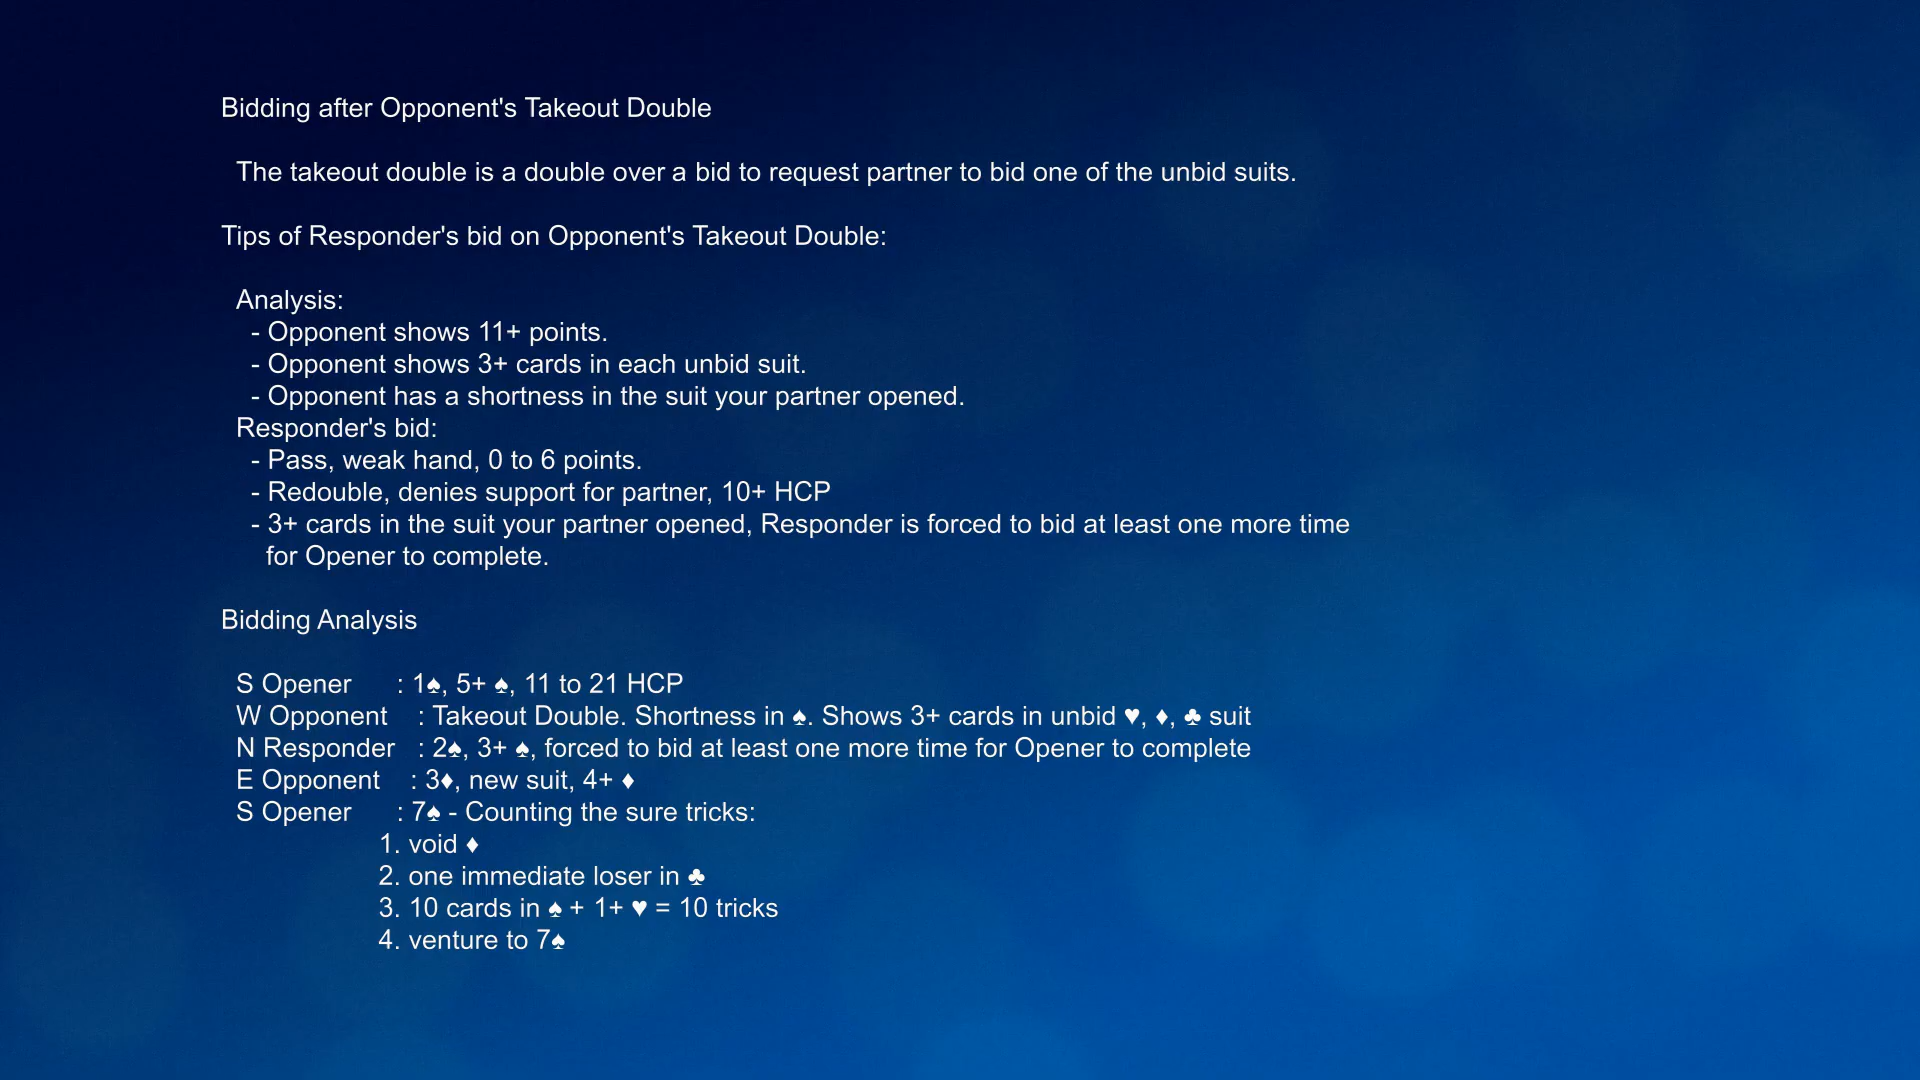 Bidding after Opponent's Takeout Double
The takeout double is a double over a bid to request partner to bid one of the unbid suits.
Tips of Responder's bid on Opponent's Takeout Double:
Analysis:
- Opponent shows 11+ points.
- Opponent shows 3+ cards in each unbid suit.
- Opponent has a shortness in the suit your partner opened.
Responder's bid:
- Pass, weak hand, 0 to 6 points.
- Redouble, denies support for partner, 10+ HCP
- 3+ cards in the suit your partner opened, Responder is forced to bid at least one more time
for Opener to complete.
Bidding Analysis
S Opener : 1♠, 5+ ♠, 11 to 21 HCP
W Opponent : Takeout Double. Shortness in ♠. Shows 3+ cards in unbid ♥, ♦, ♣ suit
N Responder : 2♠, 3+ ♠, forced to bid at least one more time for Opener to complete
E Opponent : 3♦, new suit, 4+ ♦
S Opener : 7♠ - Counting the sure tricks:
1. void ♦
2. one immediate loser in ♣
3. 10 cards in ♠ + 1+ ♥ = 10 tricks
4. venture to 7♠